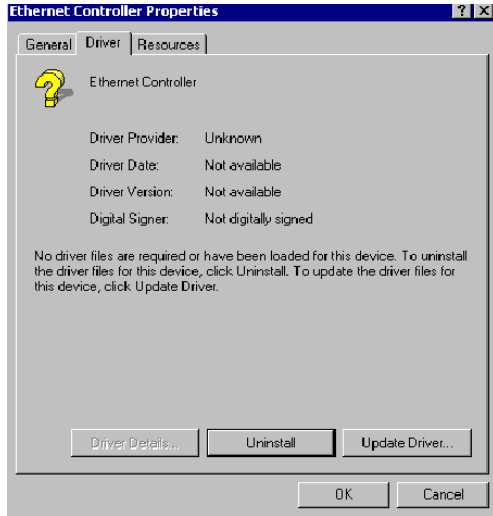 Ethernet Controller Properties
General Driver Resources
Ethernet Controller
Driver Provider: Unknown
Driver Date: Not available
Driver Version: Not available
Digital Signer: Not digitally signed
No driver files are required or have been loaded for this device. To uninstall
the driver files for this device, click Uninstall. To update the driver files for
this device, click Update Driver.
Driver Details... Uninstall Update Driver...
OK Cancel